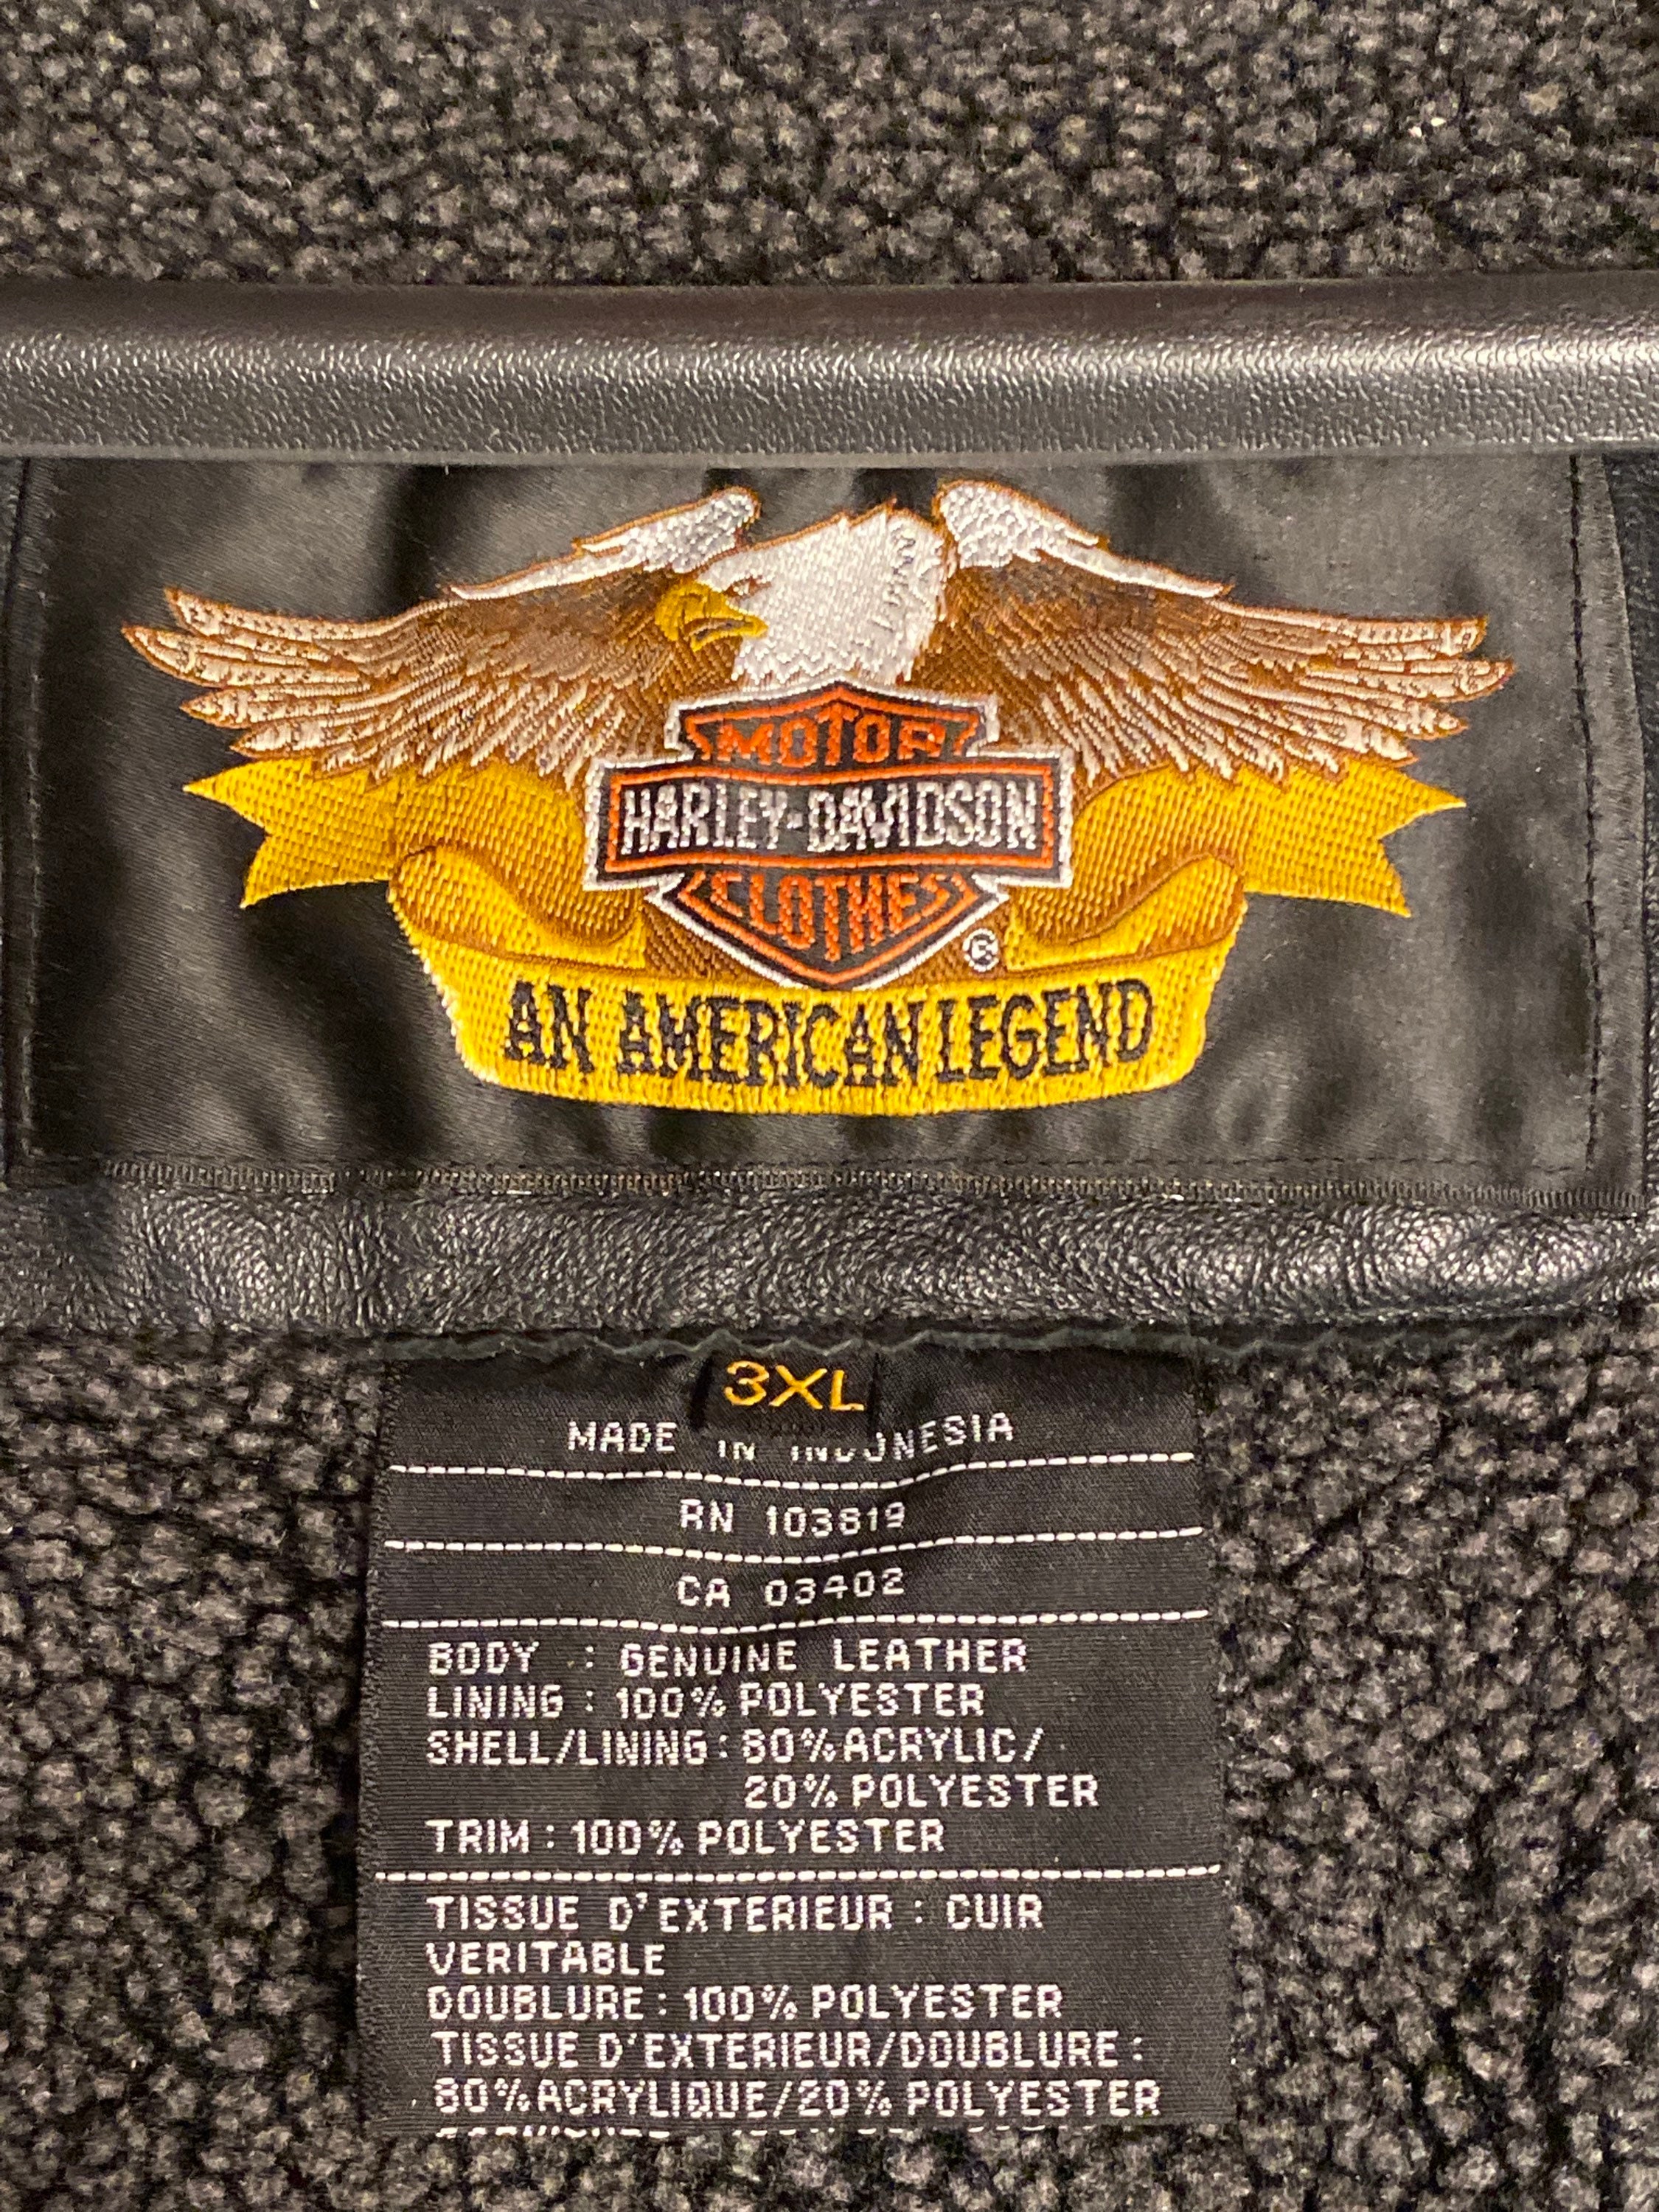 MOTOR
HARLEY-DAVIDSON
CLOTHES
®
AN AMERICAN LEGEND
3XL
MADE IN INDONESIA
RN 103819
CA 03402
BODY : GENUINE LEATHER
LINING : 100% POLYESTER
SHELL/LINING : 80% ACRYLIC/
20% POLYESTER
TRIM : 100% POLYESTER
TISSUE D'EXTERIEUR : CUIR
VERITABLE
DOUBLURE : 100% POLYESTER
TISSUE D'EXTERIEUR/DOUBLURE :
80% ACRYLIQUE/20% POLYESTER